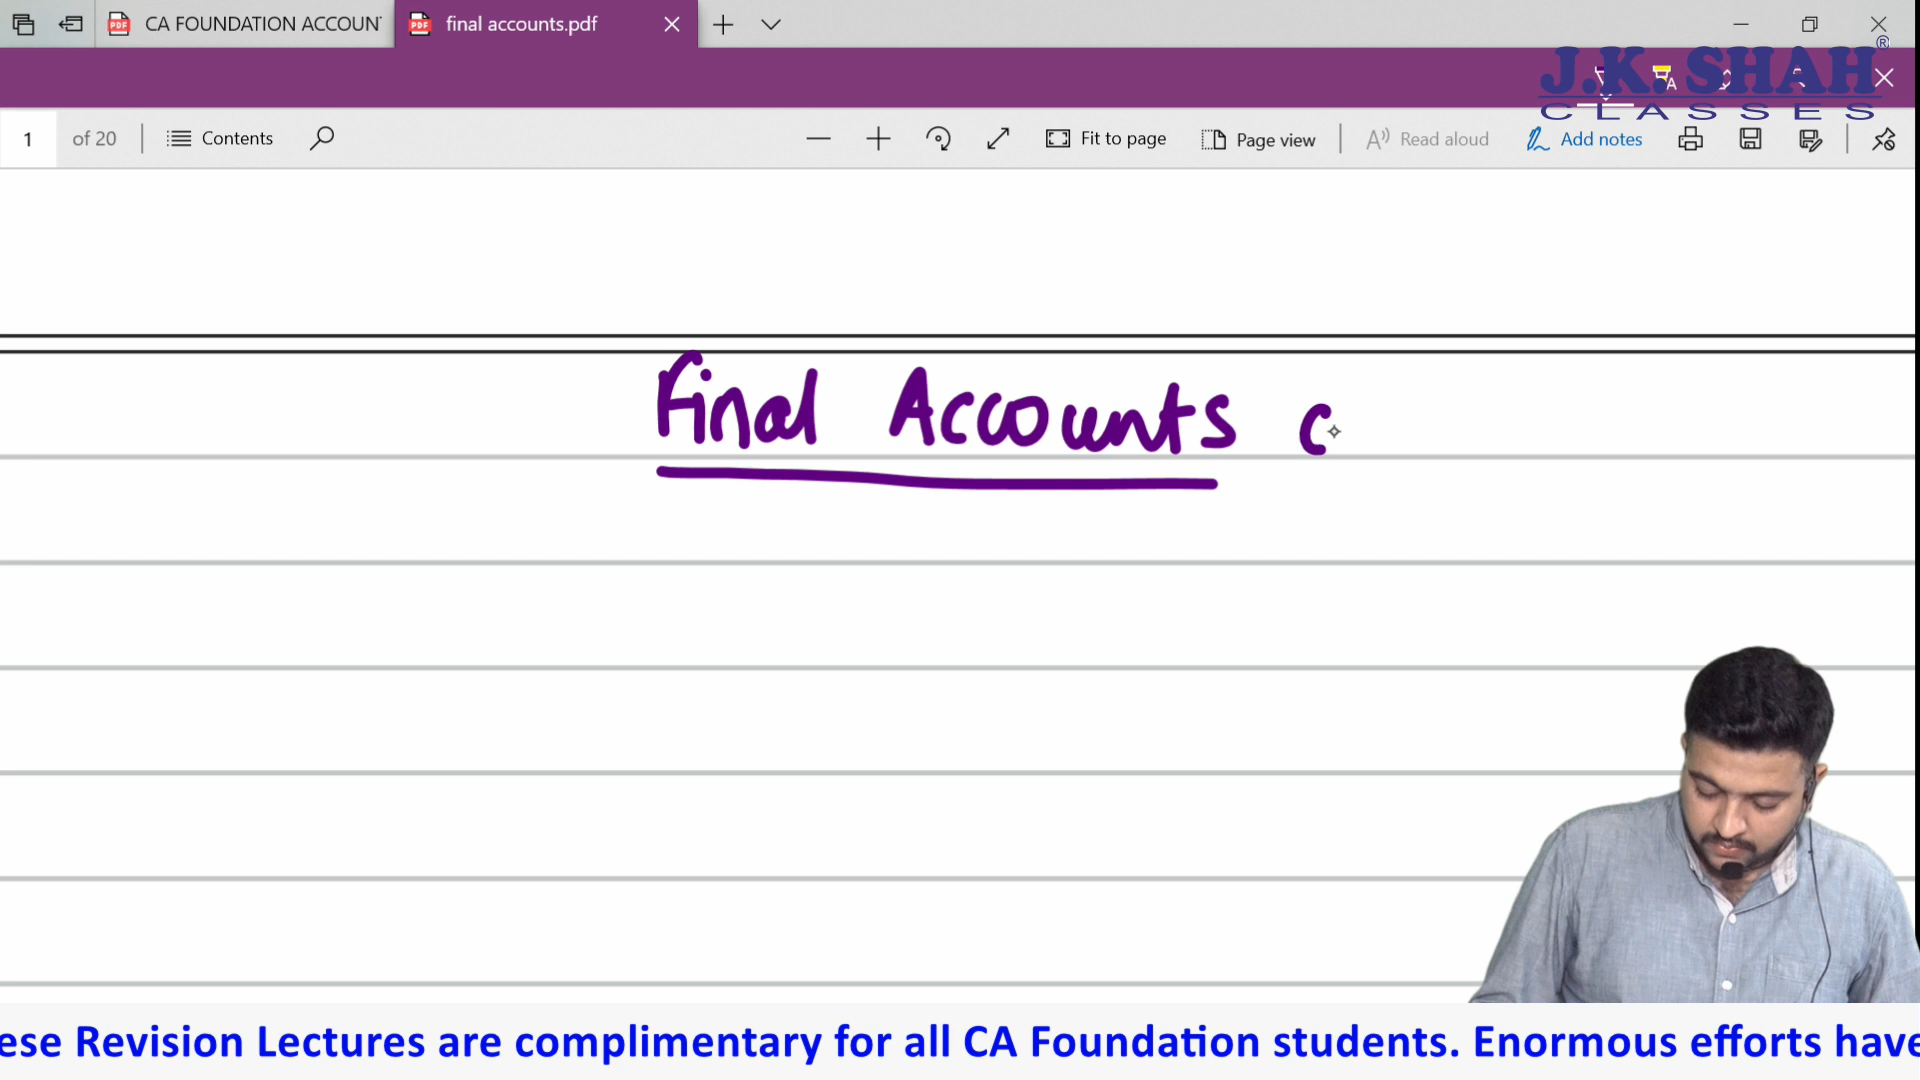 CA FOUNDATION ACCOUN
final accounts.pdf
J.K. SHAH®
CLASSES
1 of 20
Contents
Fit to page
Page view
Read aloud
Add notes
Final Accounts c
ese Revision Lectures are complimentary for all CA Foundation students. Enormous efforts have